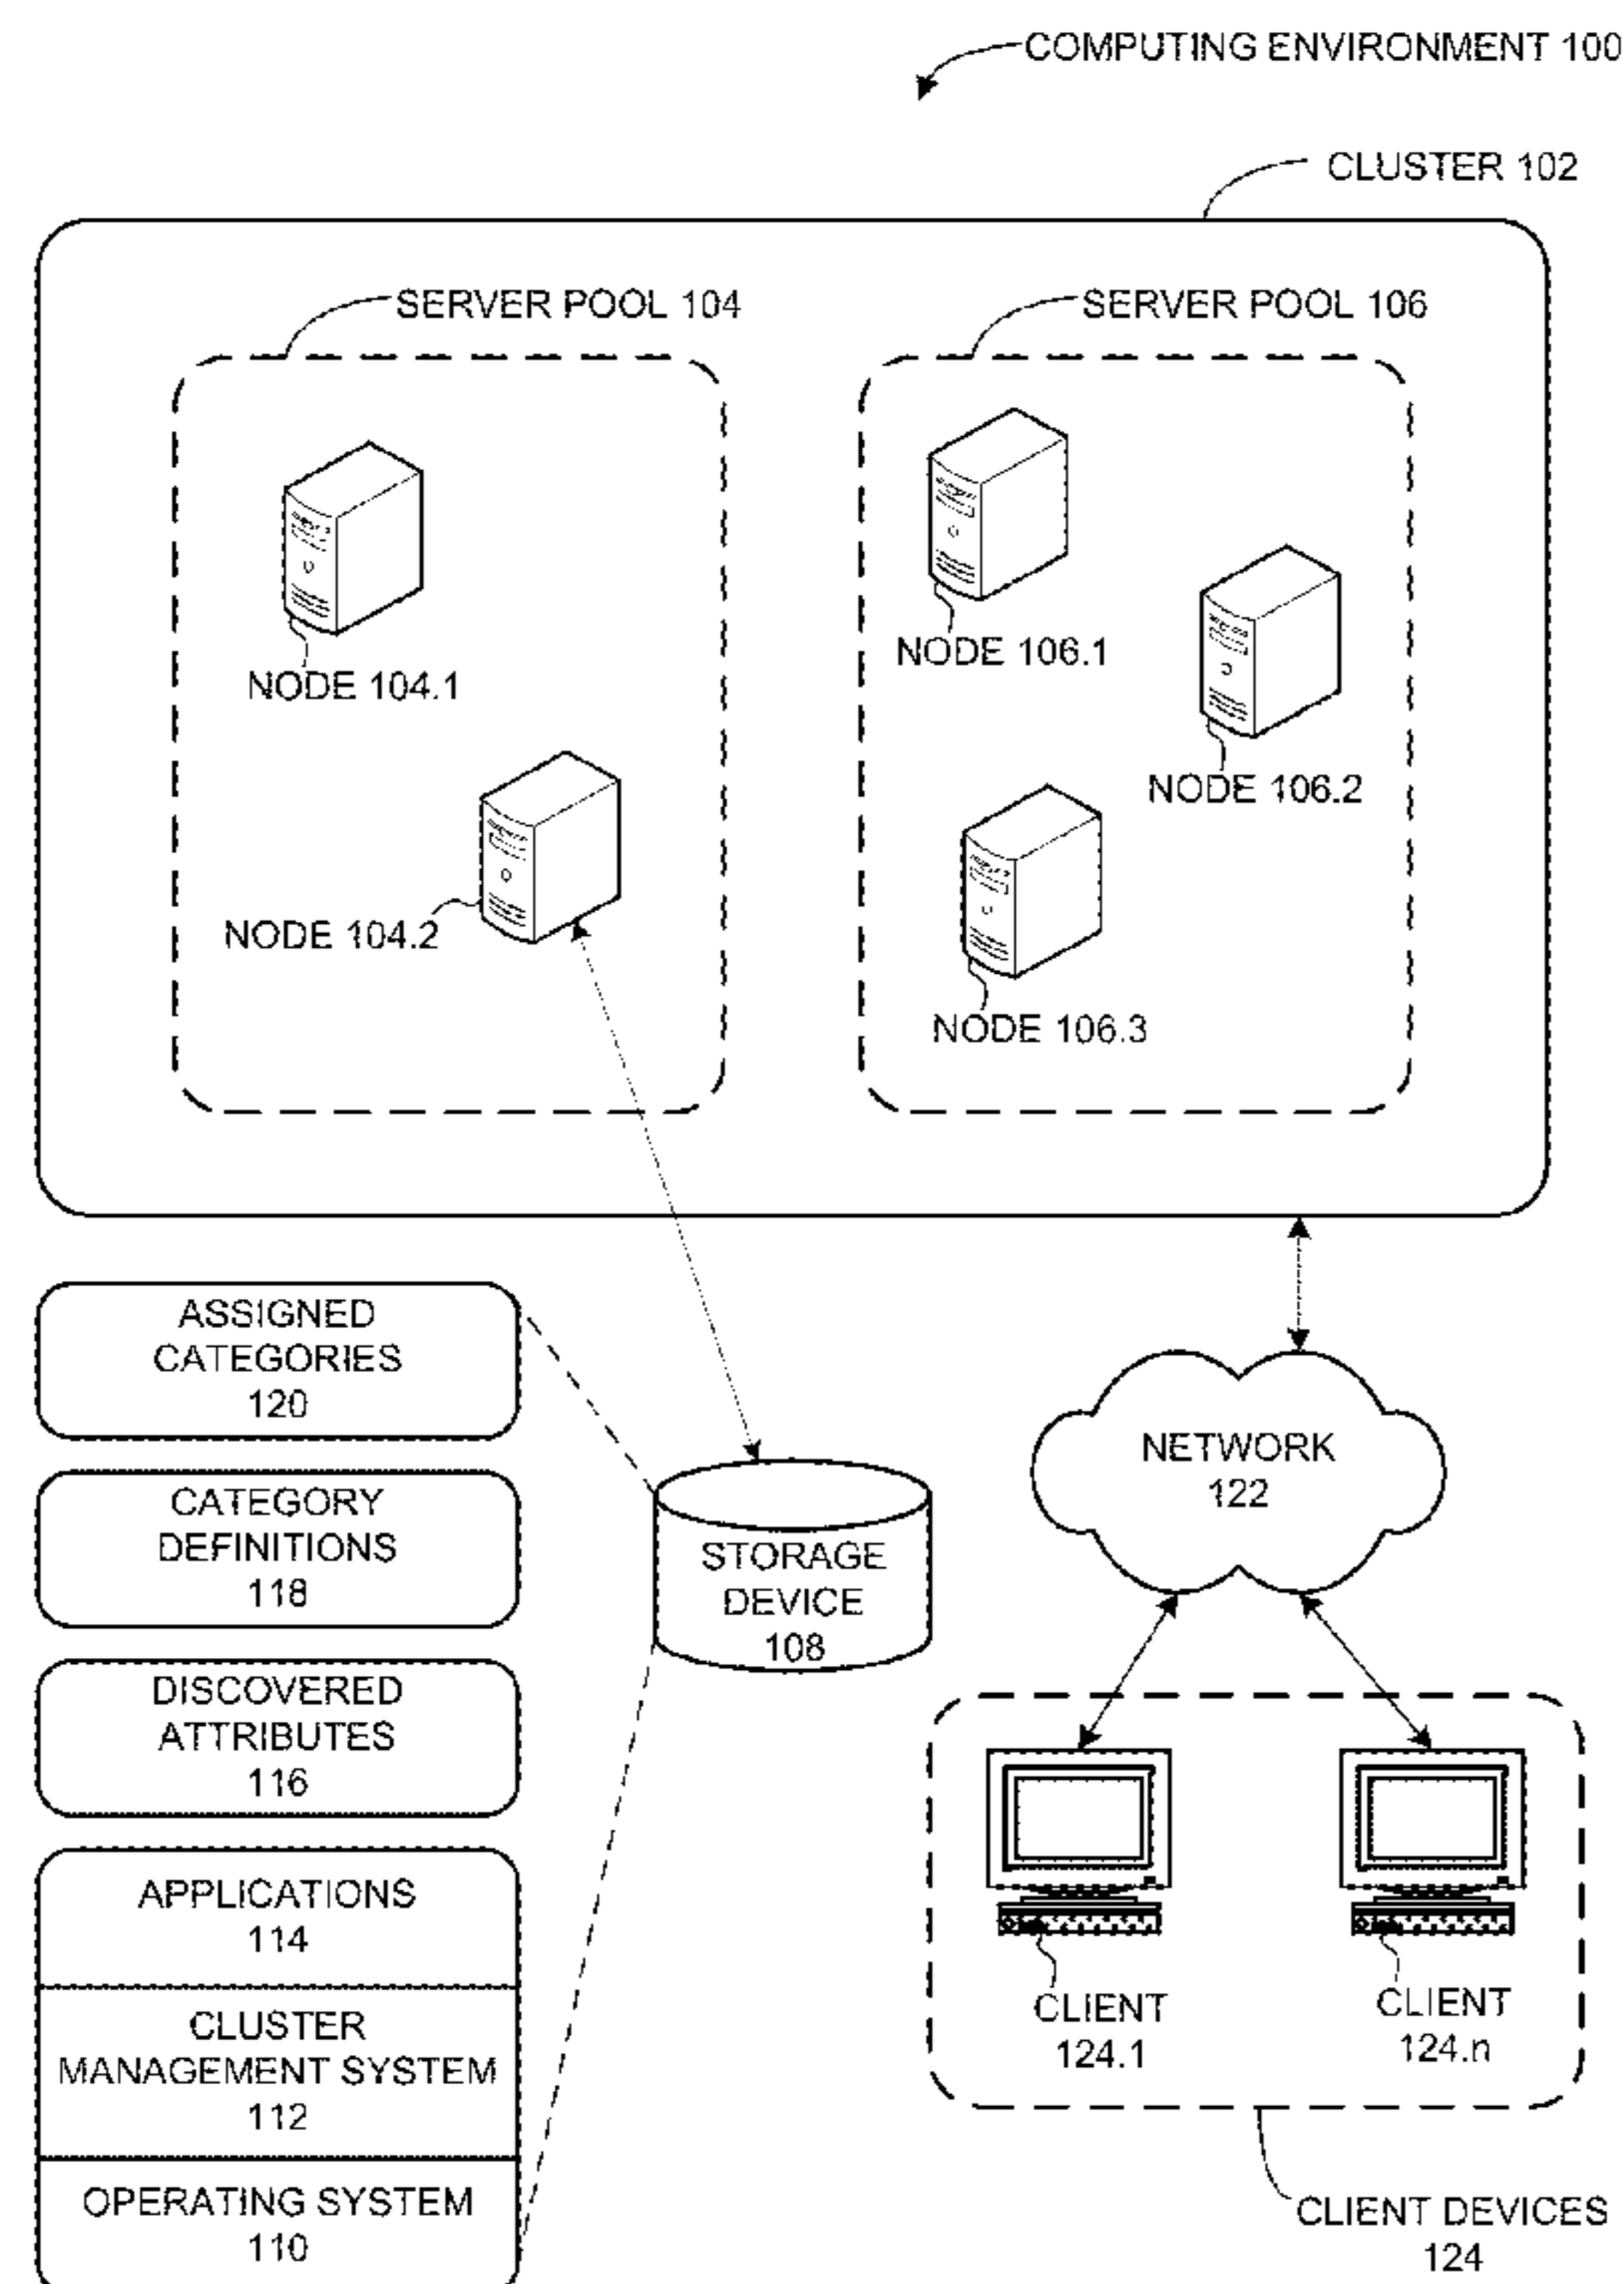 COMPUTING ENVIRONMENT 100
CLUSTER 102
SERVER POOL 104
SERVER POOL 106
NODE 104.1
NODE 104.2
NODE 106.1
NODE 106.2
NODE 106.3
ASSIGNED
CATEGORIES
120
CATEGORY
DEFINITIONS
118
DISCOVERED
ATTRIBUTES
116
APPLICATIONS
114
CLUSTER
MANAGEMENT SYSTEM
112
OPERATING SYSTEM
110
STORAGE
DEVICE
108
NETWORK
122
CLIENT
124.1
CLIENT
124.n
CLIENT DEVICES
124